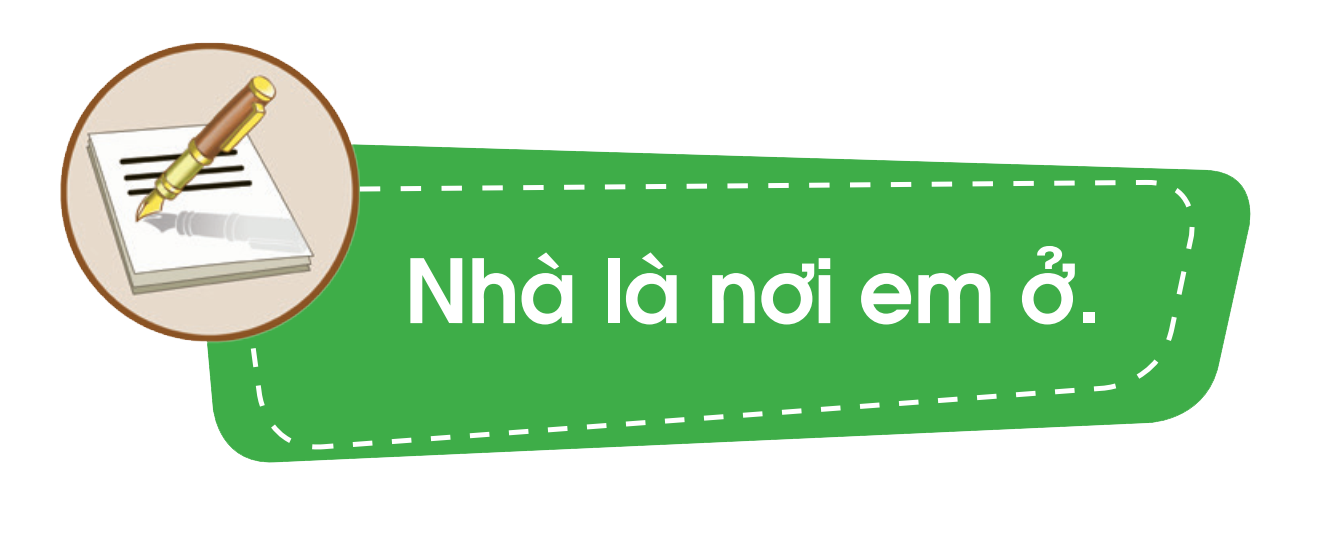 Nhà là nơi em ở.